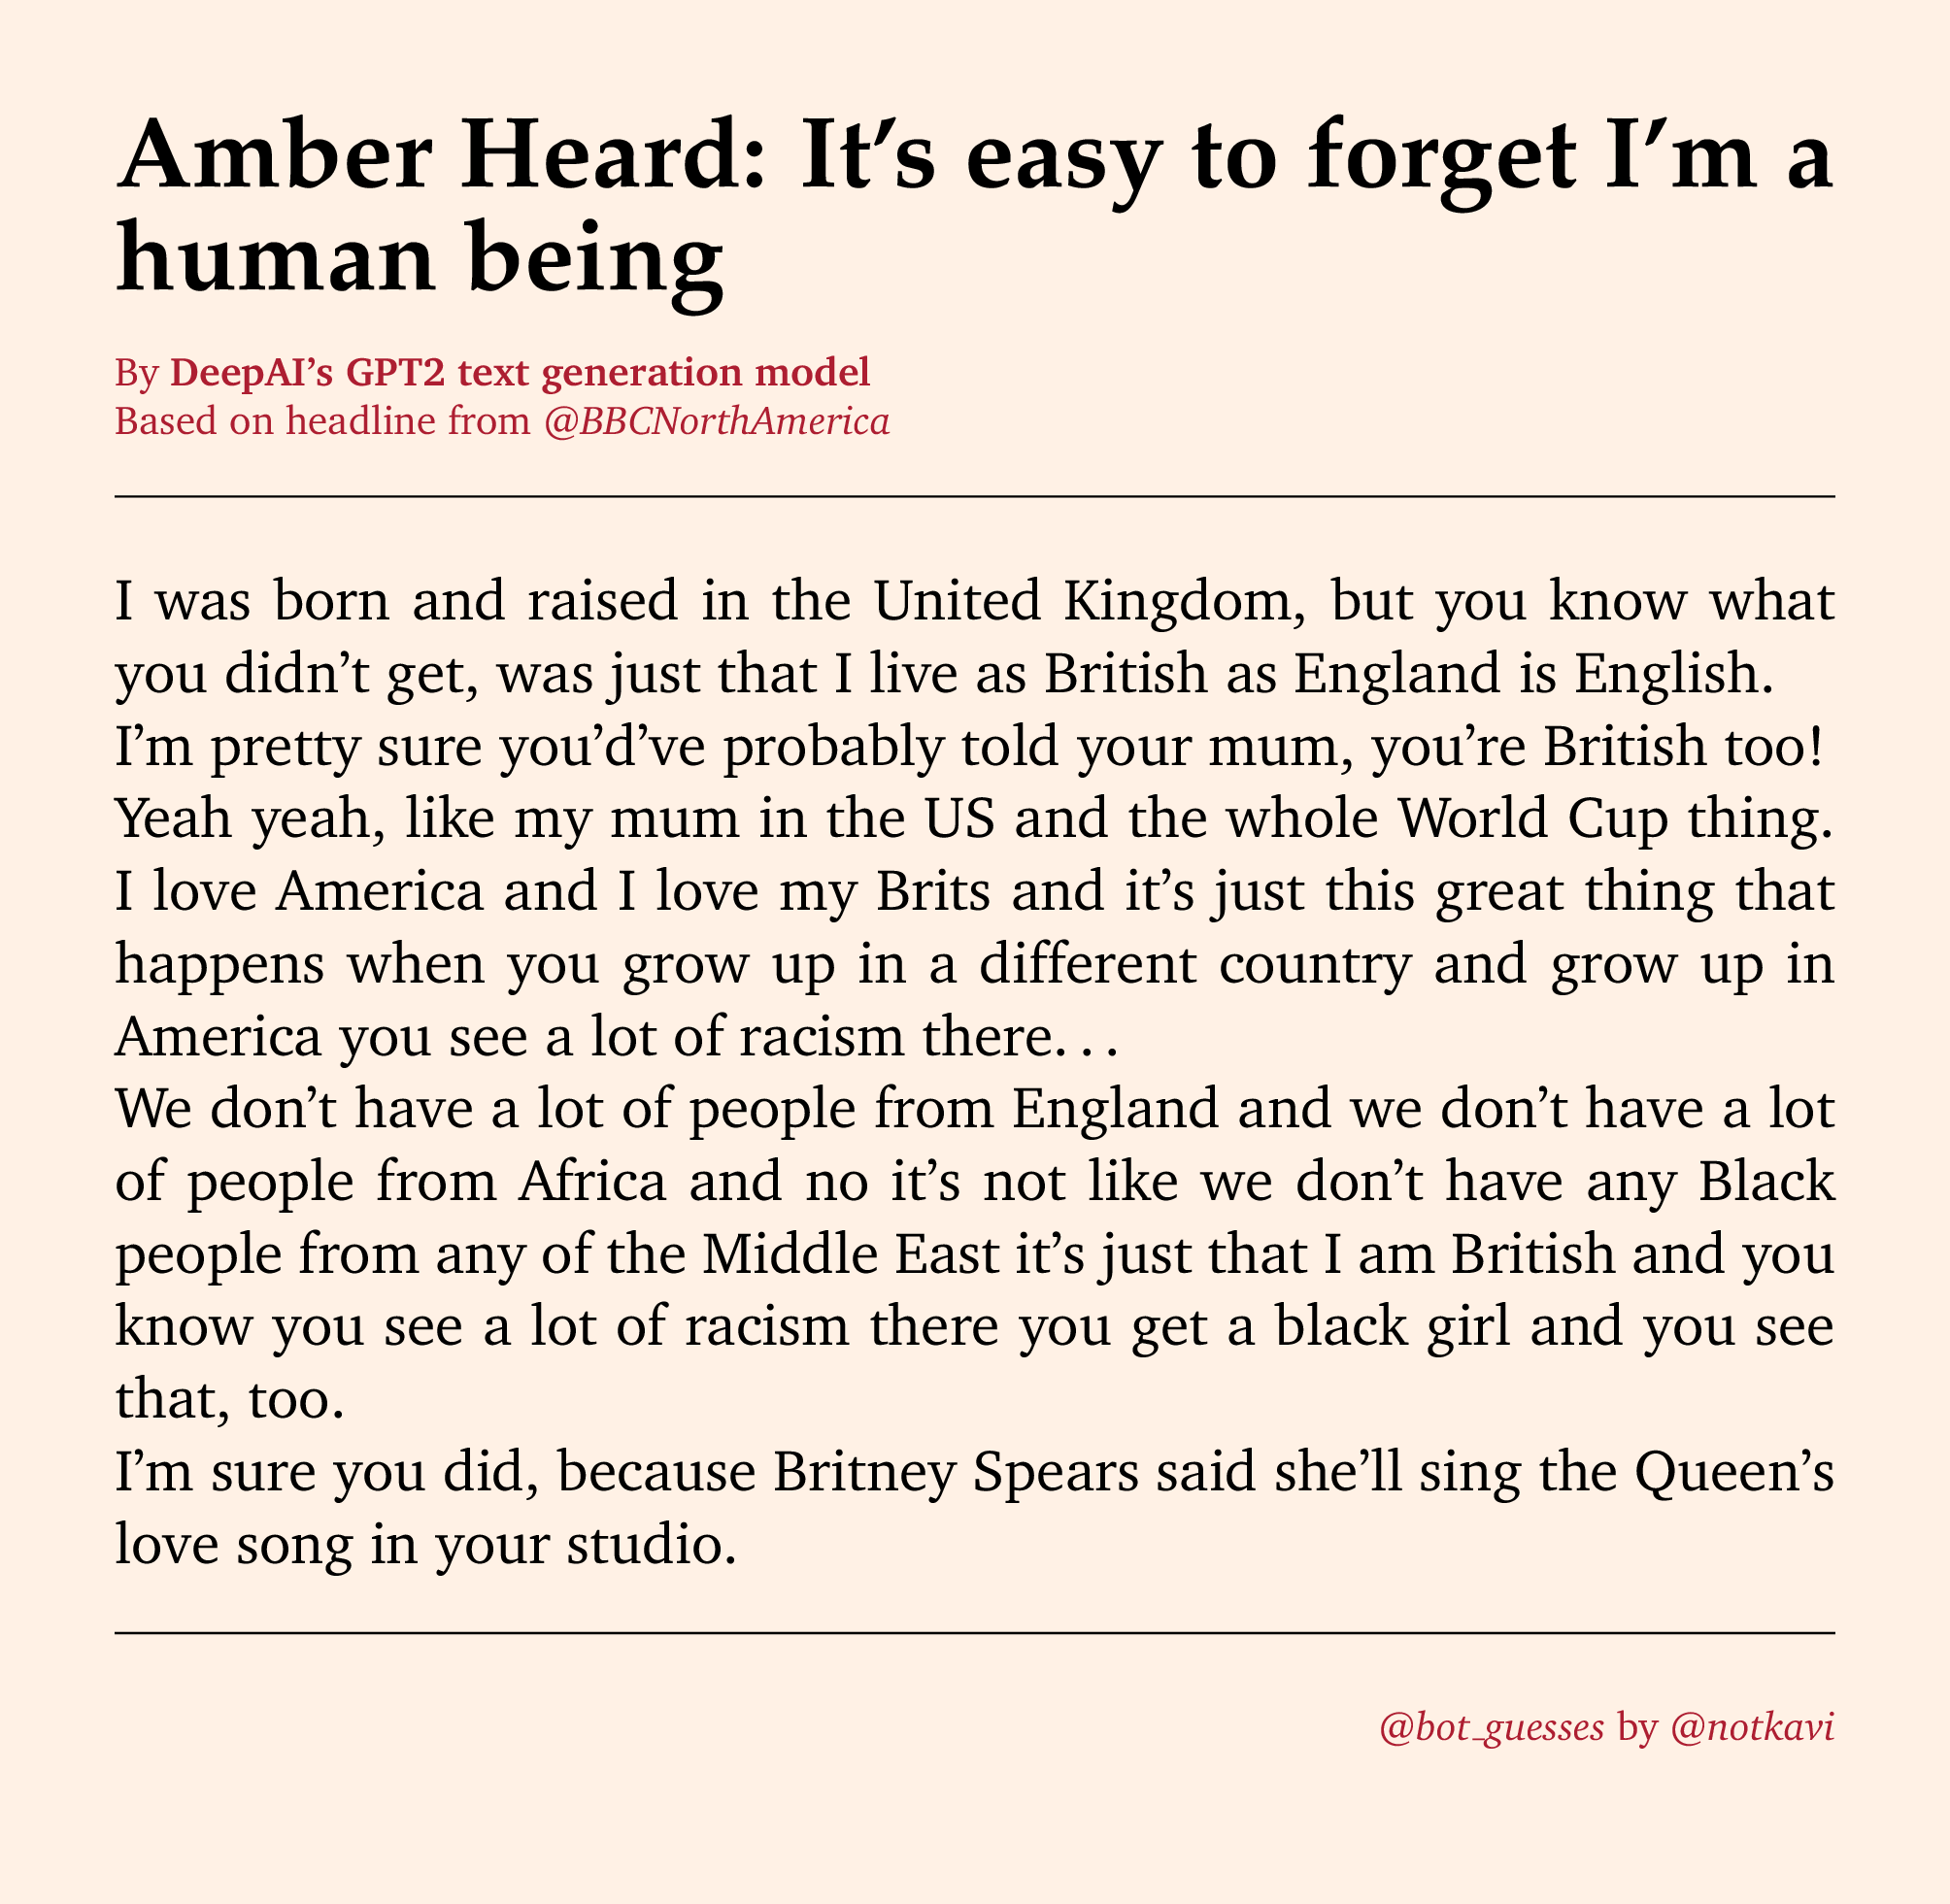 Amber Heard: It's easy to forget I'm a
human being
By DeepAI's GPT2 text generation model
Based on headline from @BBCNorthAmerica
I was born and raised in the United Kingdom, but you know what
you didn't get, was just that I live as British as England is English.
I'm pretty sure you'd've probably told your mum, you're British too!
Yeah yeah, like my mum in the US and the whole World Cup thing.
I love America and I love my Brits and it's just this great thing that
happens when you grow up in a different country and grow up in
America you see a lot of racism there. . .
We don't have a lot of people from England and we don't have a lot
of people from Africa and no it's not like we don't have any Black
people from any of the Middle East it's just that I am British and you
know you see a lot of racism there you get a black girl and you see
that, too.
I'm sure you did, because Britney Spears said she'll sing the Queen's
love song in your studio.
@bot_guesses by @notkavi